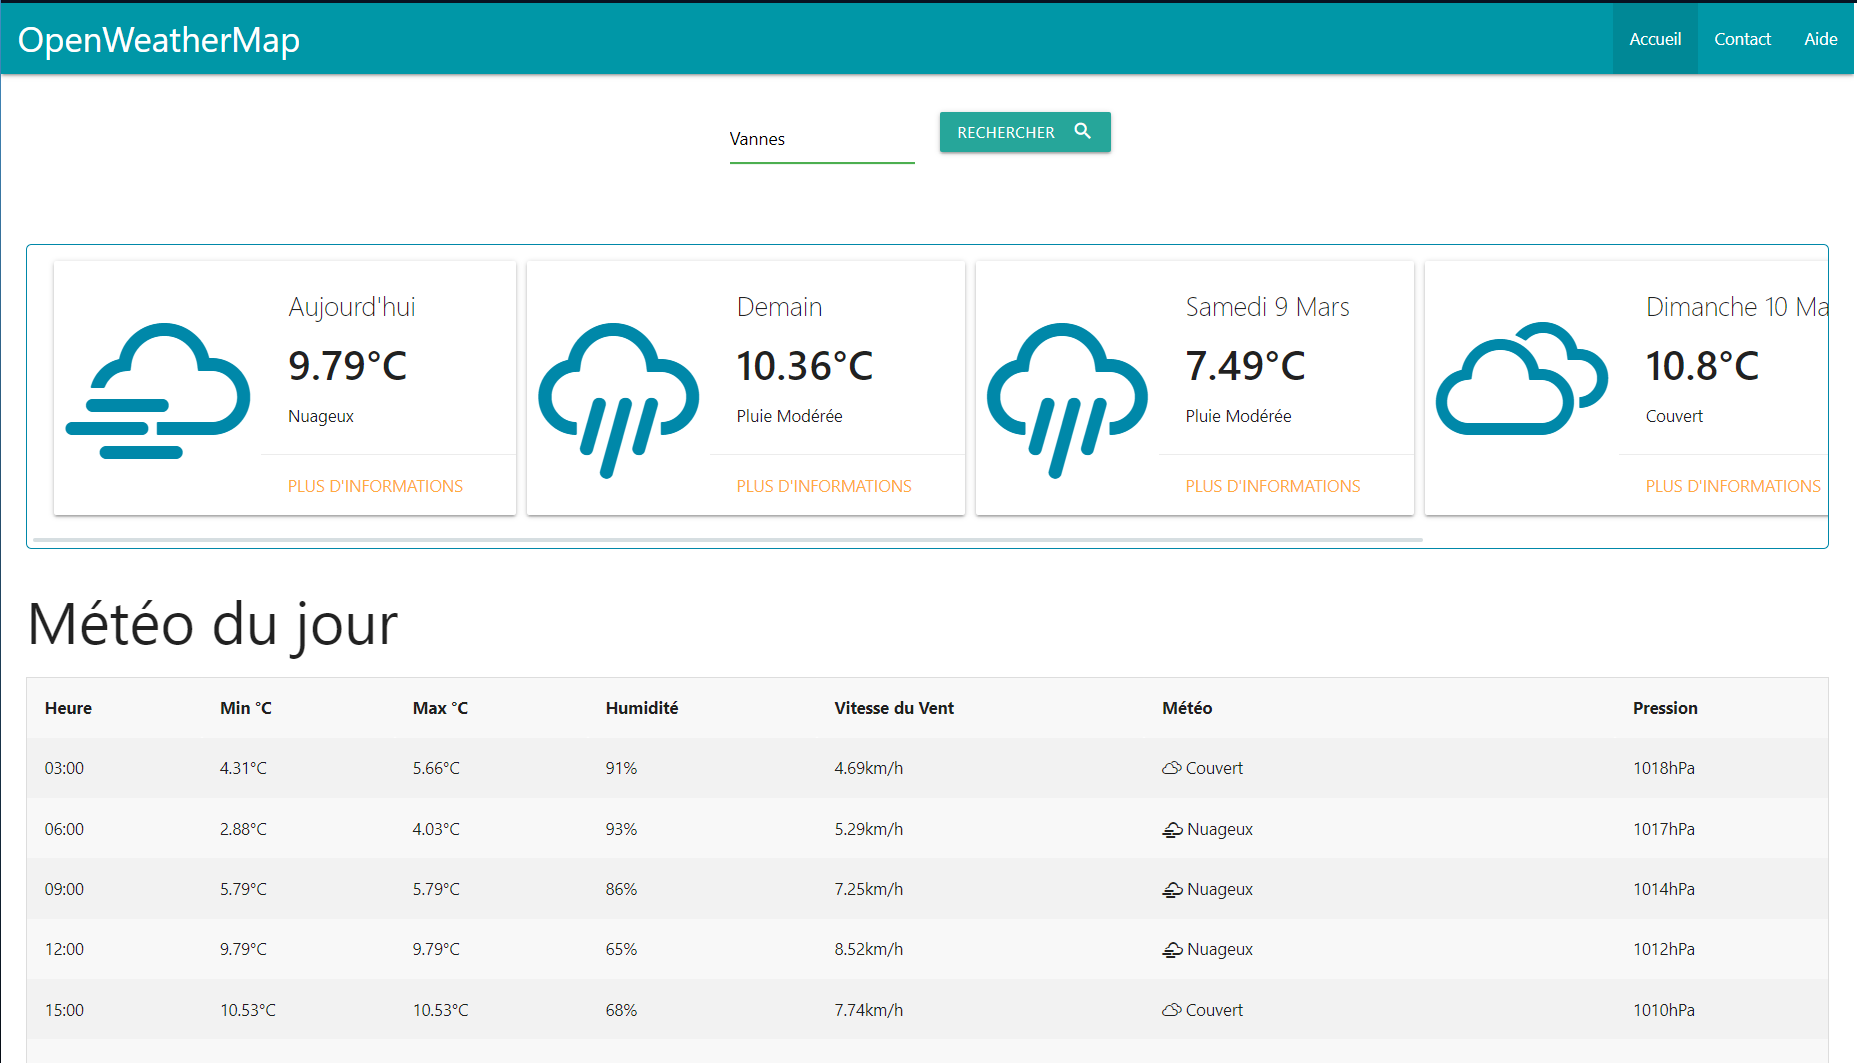 OpenWeatherMap
Accueil Contact Aide
Vannes
RECHERCHER
Aujourd'hui
9.79°C
Nuageux
PLUS D'INFORMATIONS
Demain
10.36°C
Pluie Modérée
PLUS D'INFORMATIONS
Samedi 9 Mars
7.49°C
Pluie Modérée
PLUS D'INFORMATIONS
Dimanche 10 Ma
10.8°C
Couvert
PLUS D'INFORMATIONS
Météo du jour
Heure Min °C Max °C Humidité Vitesse du Vent Météo Pression
03:00 4.31°C 5.66°C 91% 4.69km/h Couvert 1018hPa
06:00 2.88°C 4.03°C 93% 5.29km/h Nuageux 1017hPa
09:00 5.79°C 5.79°C 86% 7.25km/h Nuageux 1014hPa
12:00 9.79°C 9.79°C 65% 8.52km/h Nuageux 1012hPa
15:00 10.53°C 10.53°C 68% 7.74km/h Couvert 1010hPa